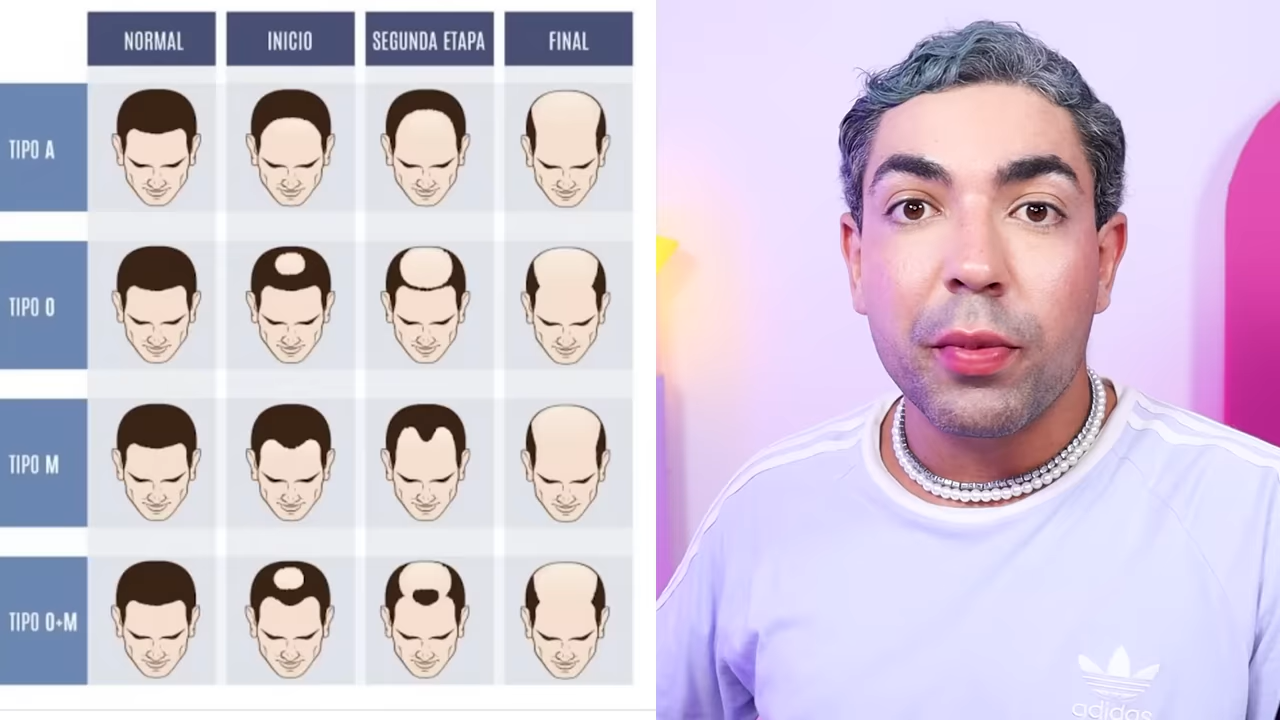 NORMAL INICIO SEGUNDA ETAPA FINAL
TIPO A
TIPO O
TIPO M
TIPO O+M
adidas